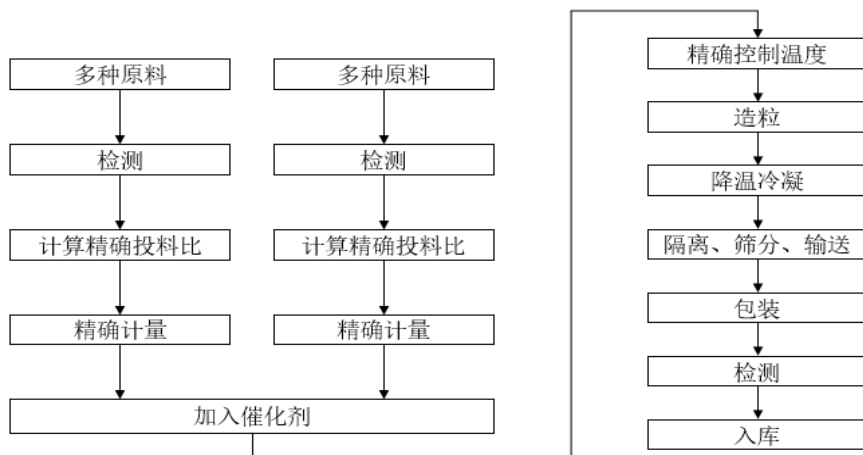 多种原料
检测
计算精确投料比
精确计量
多种原料
检测
计算精确投料比
精确计量
加入催化剂
精确控制温度
造粒
降温冷凝
隔离、筛分、输送
包装
检测
入库